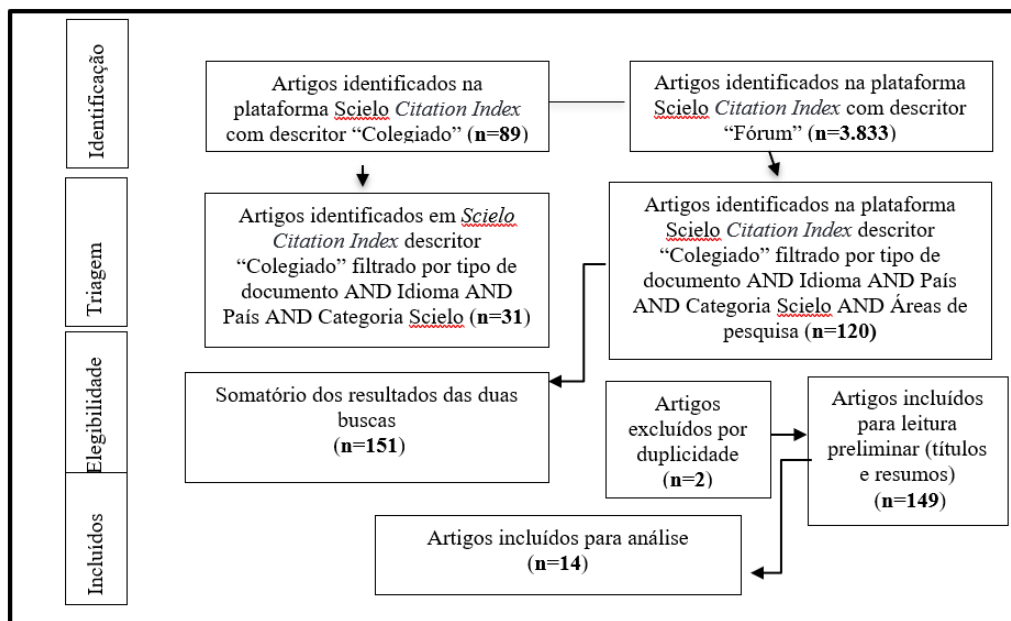 Identificação
Artigos identificados na
plataforma Scielo Citation Index
com descritor “Colegiado” (n=89)
Artigos identificados na plataforma
Scielo Citation Index com descritor
“Fórum” (n=3.833)
Triagem
Artigos identificados em Scielo
Citation Index descritor
“Colegiado” filtrado por tipo de
documento AND Idioma AND
País AND Categoria Scielo (n=31)
Artigos identificados na plataforma
Scielo Citation Index descritor
“Colegiado” filtrado por tipo de
documento AND Idioma AND País
AND Categoria Scielo AND Áreas de
pesquisa (n=120)
Elegibilidade
Somatório dos resultados das duas
buscas
(n=151)
Artigos
excluídos por
duplicidade
(n=2)
Artigos incluídos
para leitura
preliminar (títulos
e resumos)
(n=149)
Incluídos
Artigos incluídos para análise
(n=14)